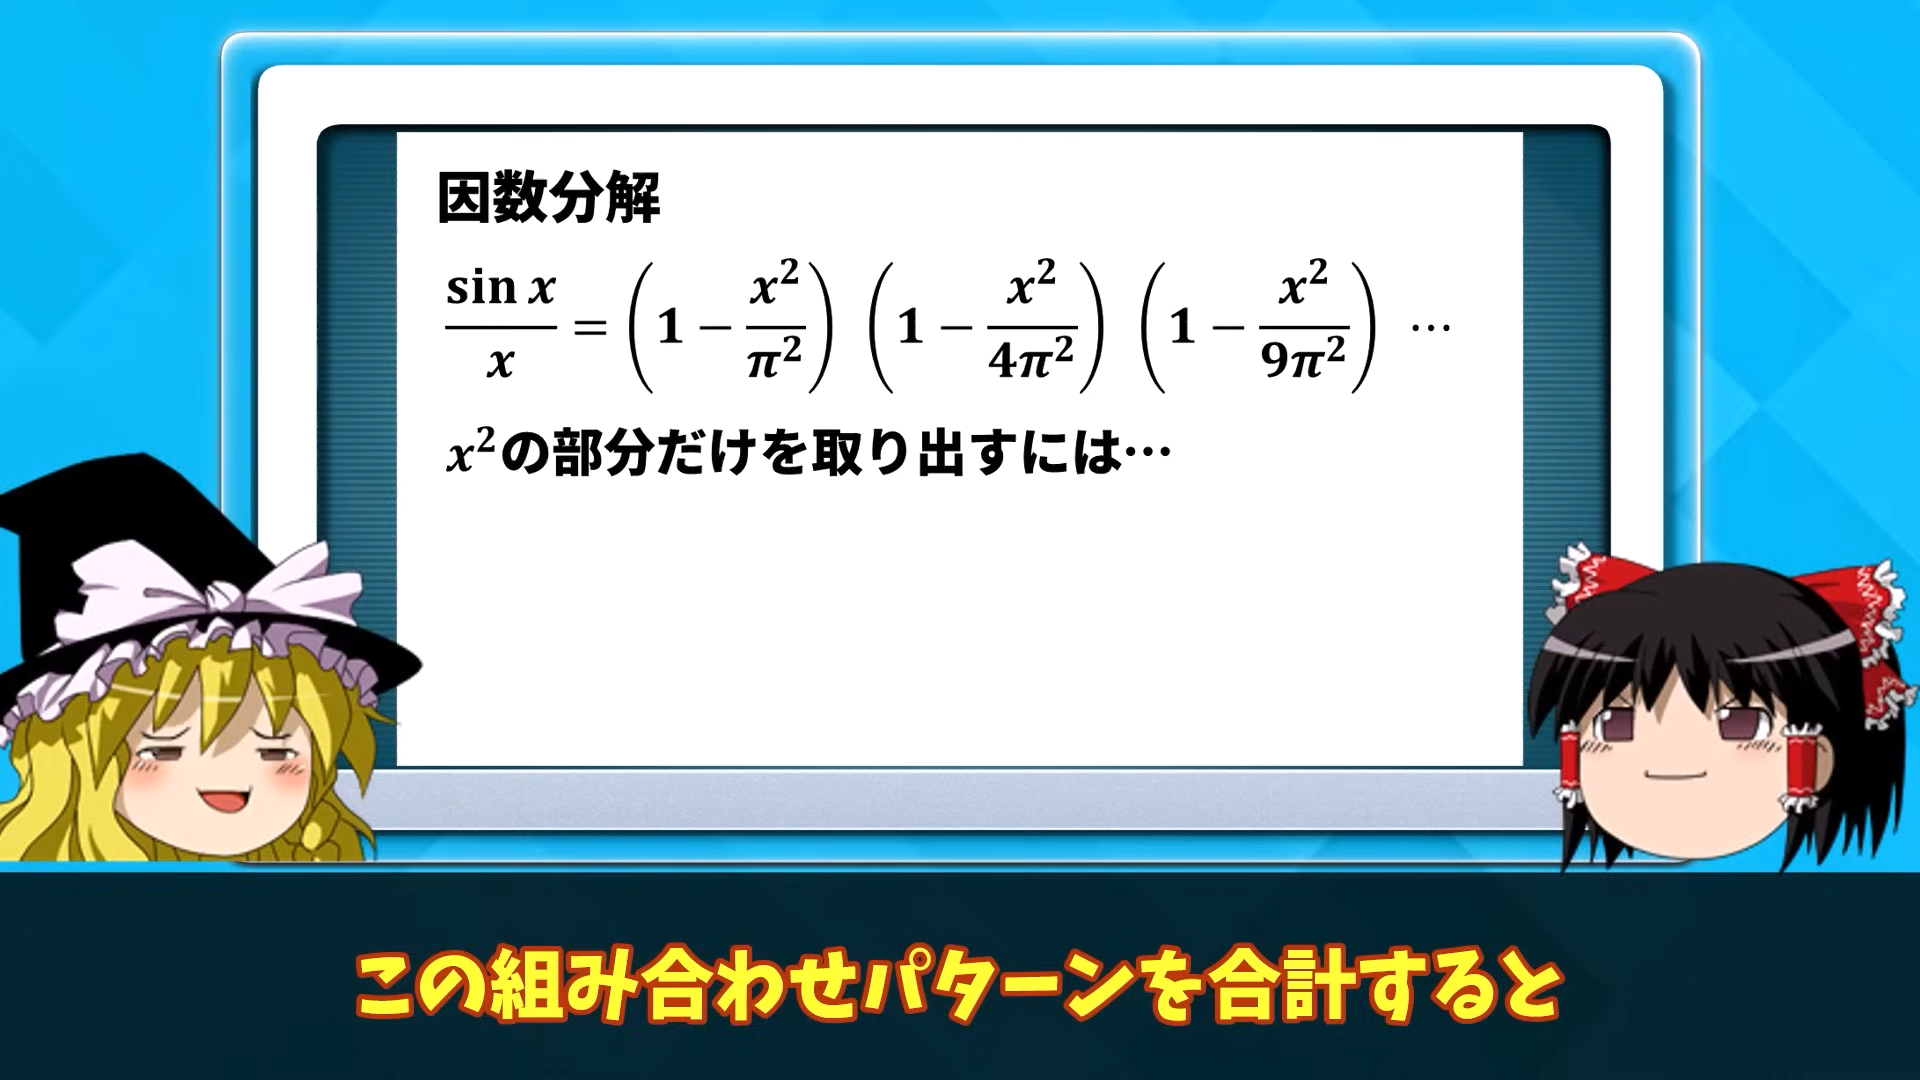 因数分解
sin x / x = (1 − x²/π²) (1 − x²/4π²) (1 − x²/9π²) ⋯
x²の部分だけを取り出すには…
この組み合わせパターンを合計すると